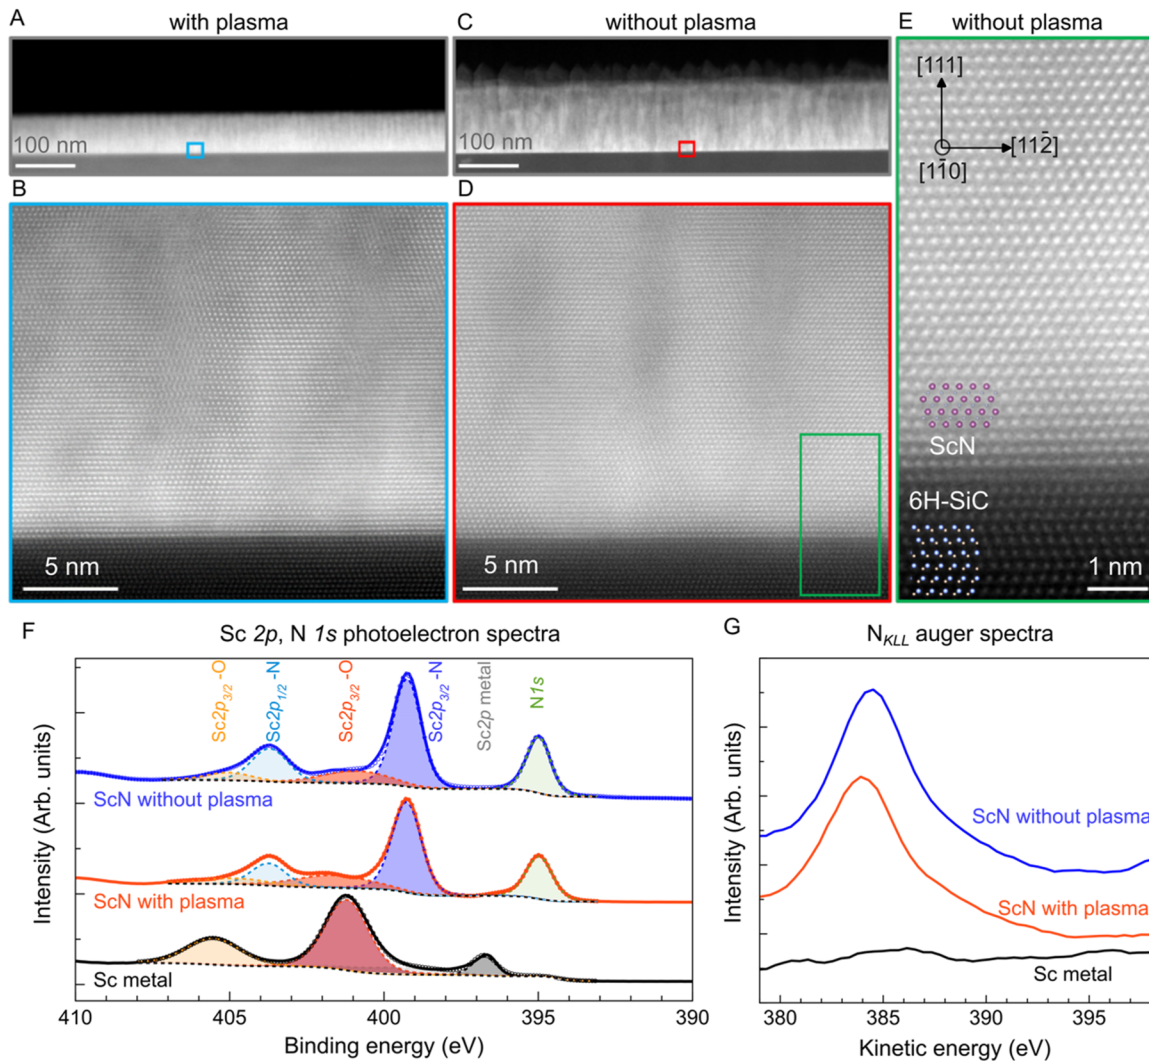 A
with plasma
C
without plasma
E
without plasma
100 nm
100 nm
[111]
[112̅]
[11̅0]
B
D
5 nm
5 nm
ScN
6H-SiC
1 nm
F
Sc 2p, N 1s photoelectron spectra
Intensity (Arb. units)
Sc2p3/2-O
Sc2p1/2-N
Sc2p3/2-O
Sc2p3/2-N
Sc2p metal
N1s
ScN without plasma
ScN with plasma
Sc metal
410
405
400
395
390
Binding energy (eV)
G
NKLL auger spectra
Intensity (Arb. units)
ScN without plasma
ScN with plasma
Sc metal
380
385
390
395
Kinetic energy (eV)